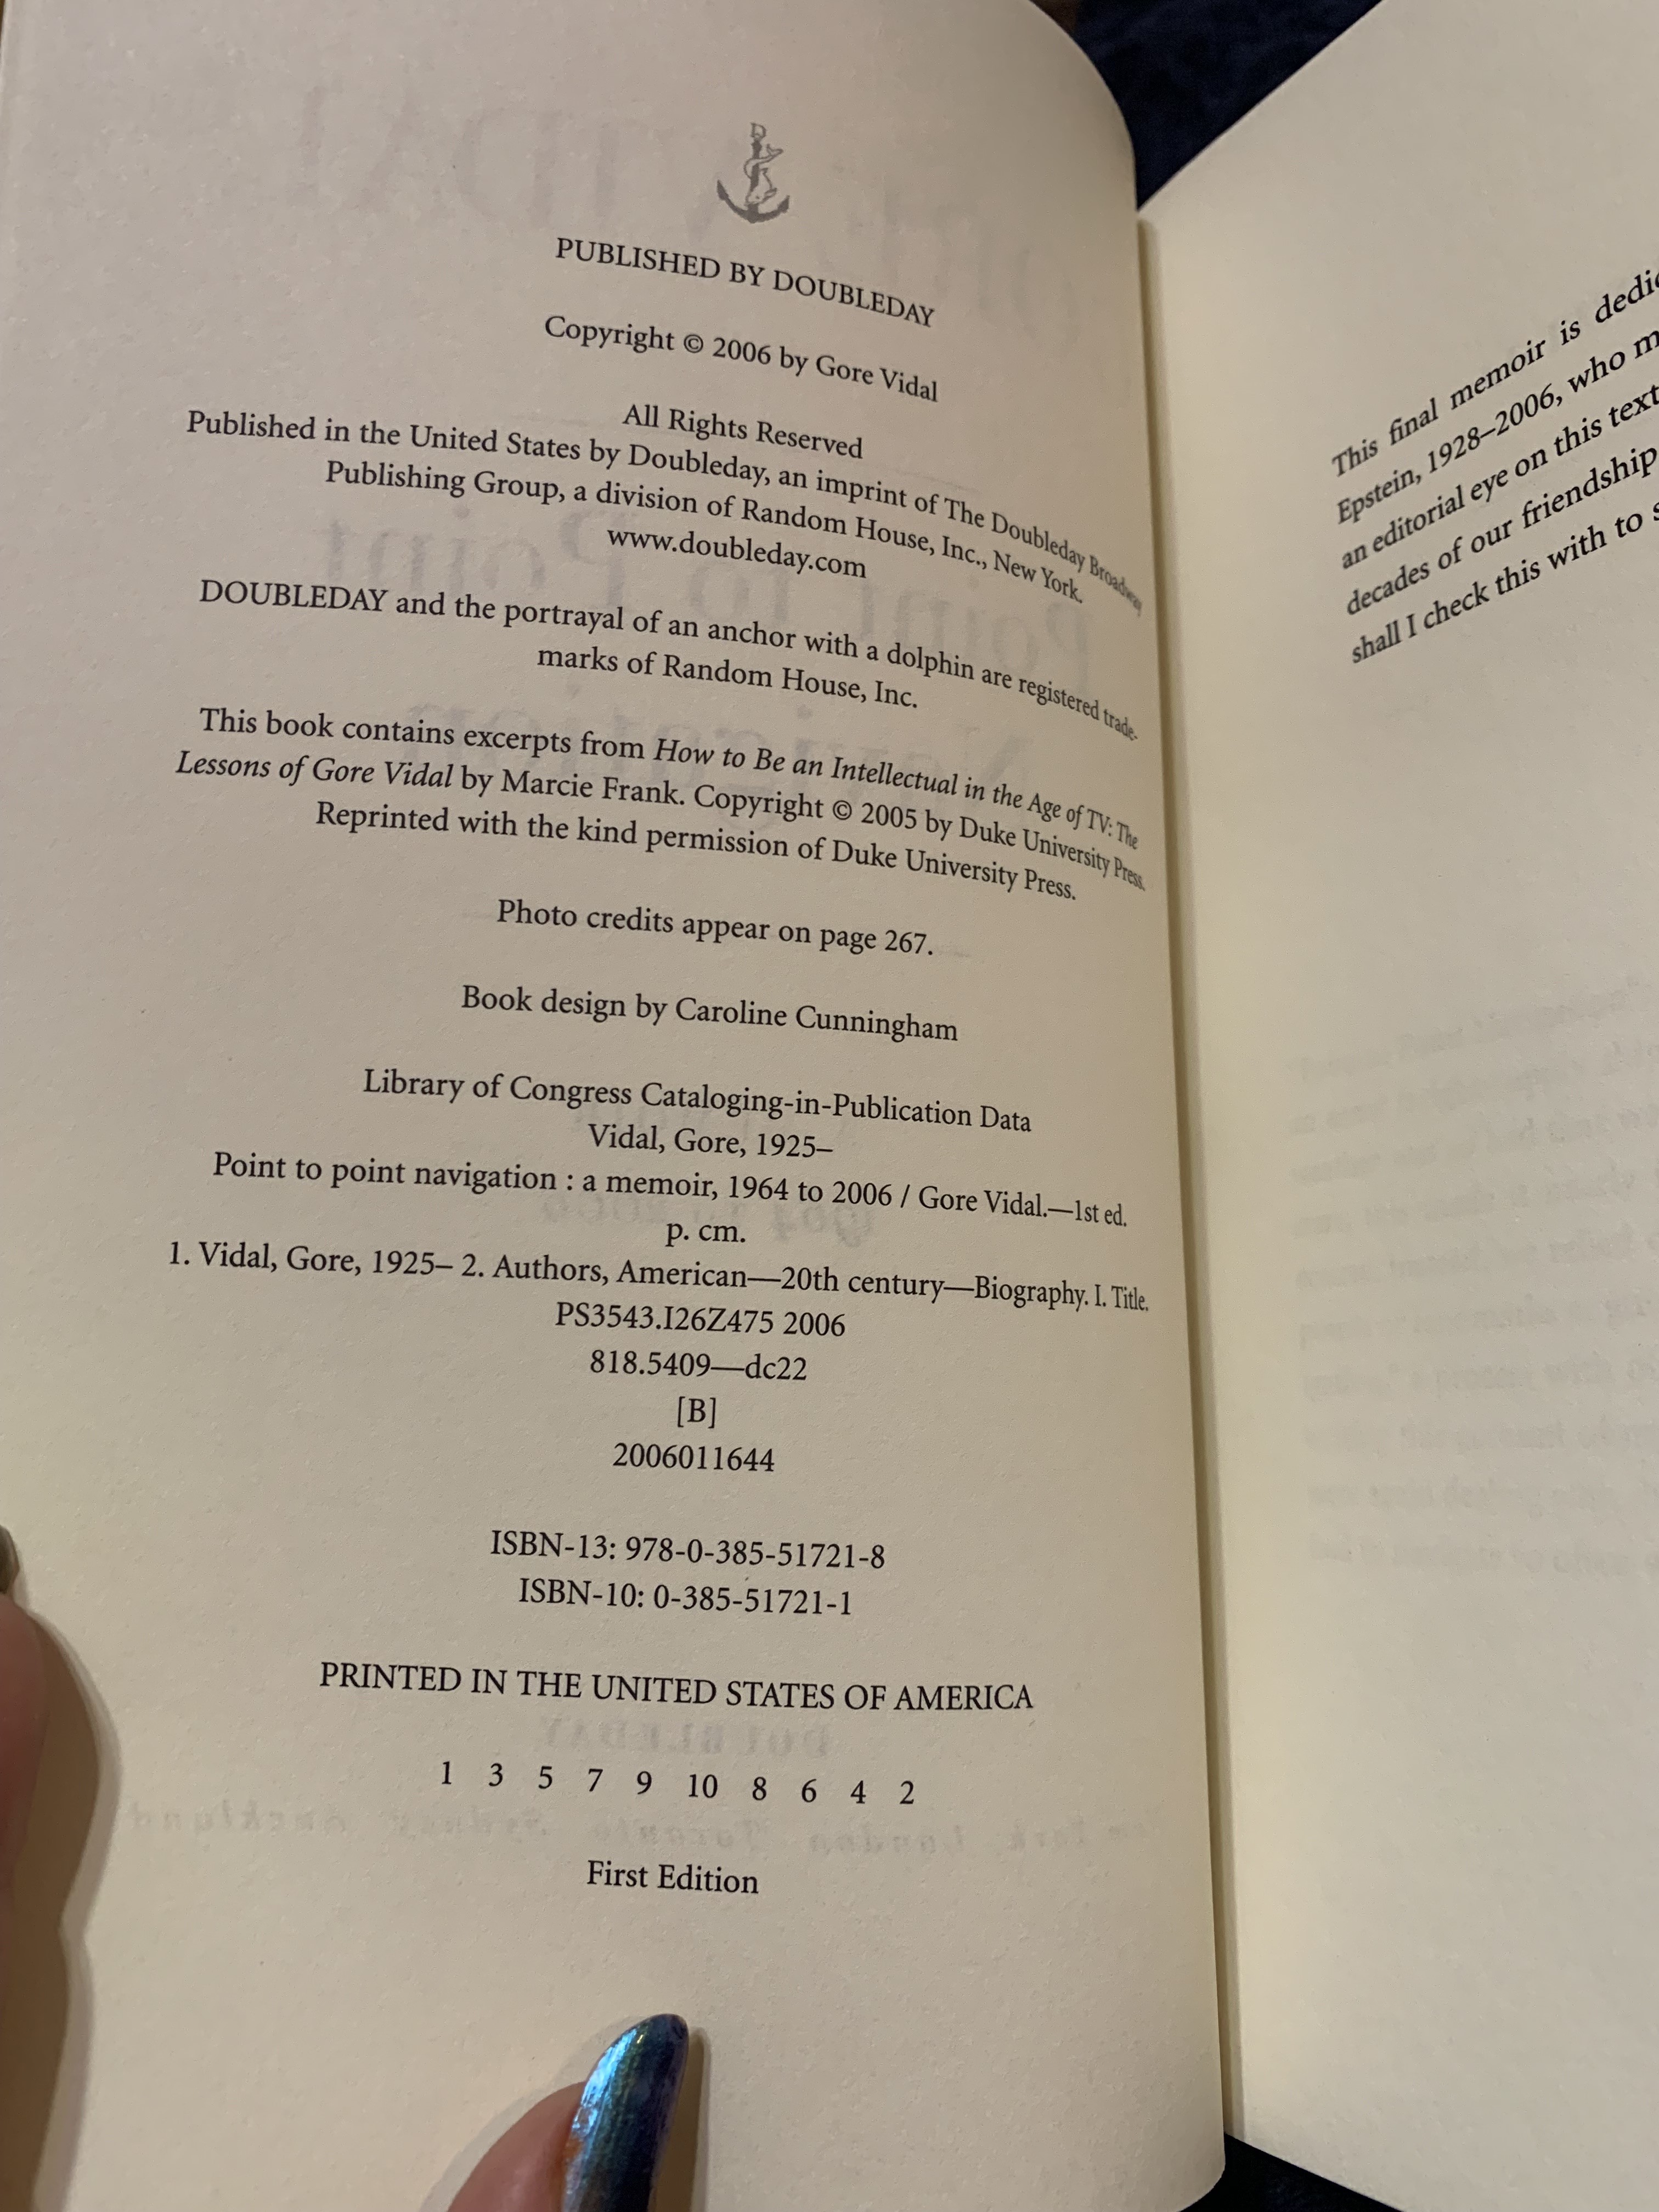 PUBLISHED BY DOUBLEDAY
Copyright © 2006 by Gore Vidal
All Rights Reserved
Published in the United States by Doubleday, an imprint of The Doubleday Broadway
Publishing Group, a division of Random House, Inc., New York.
www.doubleday.com
DOUBLEDAY and the portrayal of an anchor with a dolphin are registered trade-
marks of Random House, Inc.
This book contains excerpts from How to Be an Intellectual in the Age of TV: The
Lessons of Gore Vidal by Marcie Frank. Copyright © 2005 by Duke University Press.
Reprinted with the kind permission of Duke University Press.
Photo credits appear on page 267.
Book design by Caroline Cunningham
Library of Congress Cataloging-in-Publication Data
Vidal, Gore, 1925–
Point to point navigation : a memoir, 1964 to 2006 / Gore Vidal.—1st ed.
p. cm.
1. Vidal, Gore, 1925– 2. Authors, American—20th century—Biography. I. Title.
PS3543.I26Z475 2006
818.5409—dc22
[B]
2006011644
ISBN-13: 978-0-385-51721-8
ISBN-10: 0-385-51721-1
PRINTED IN THE UNITED STATES OF AMERICA
1 3 5 7 9 10 8 6 4 2
First Edition
This final memoir is
Epstein, 1928–2006, who
an editorial eye on this text
decades of our friendship
shall I check this with to